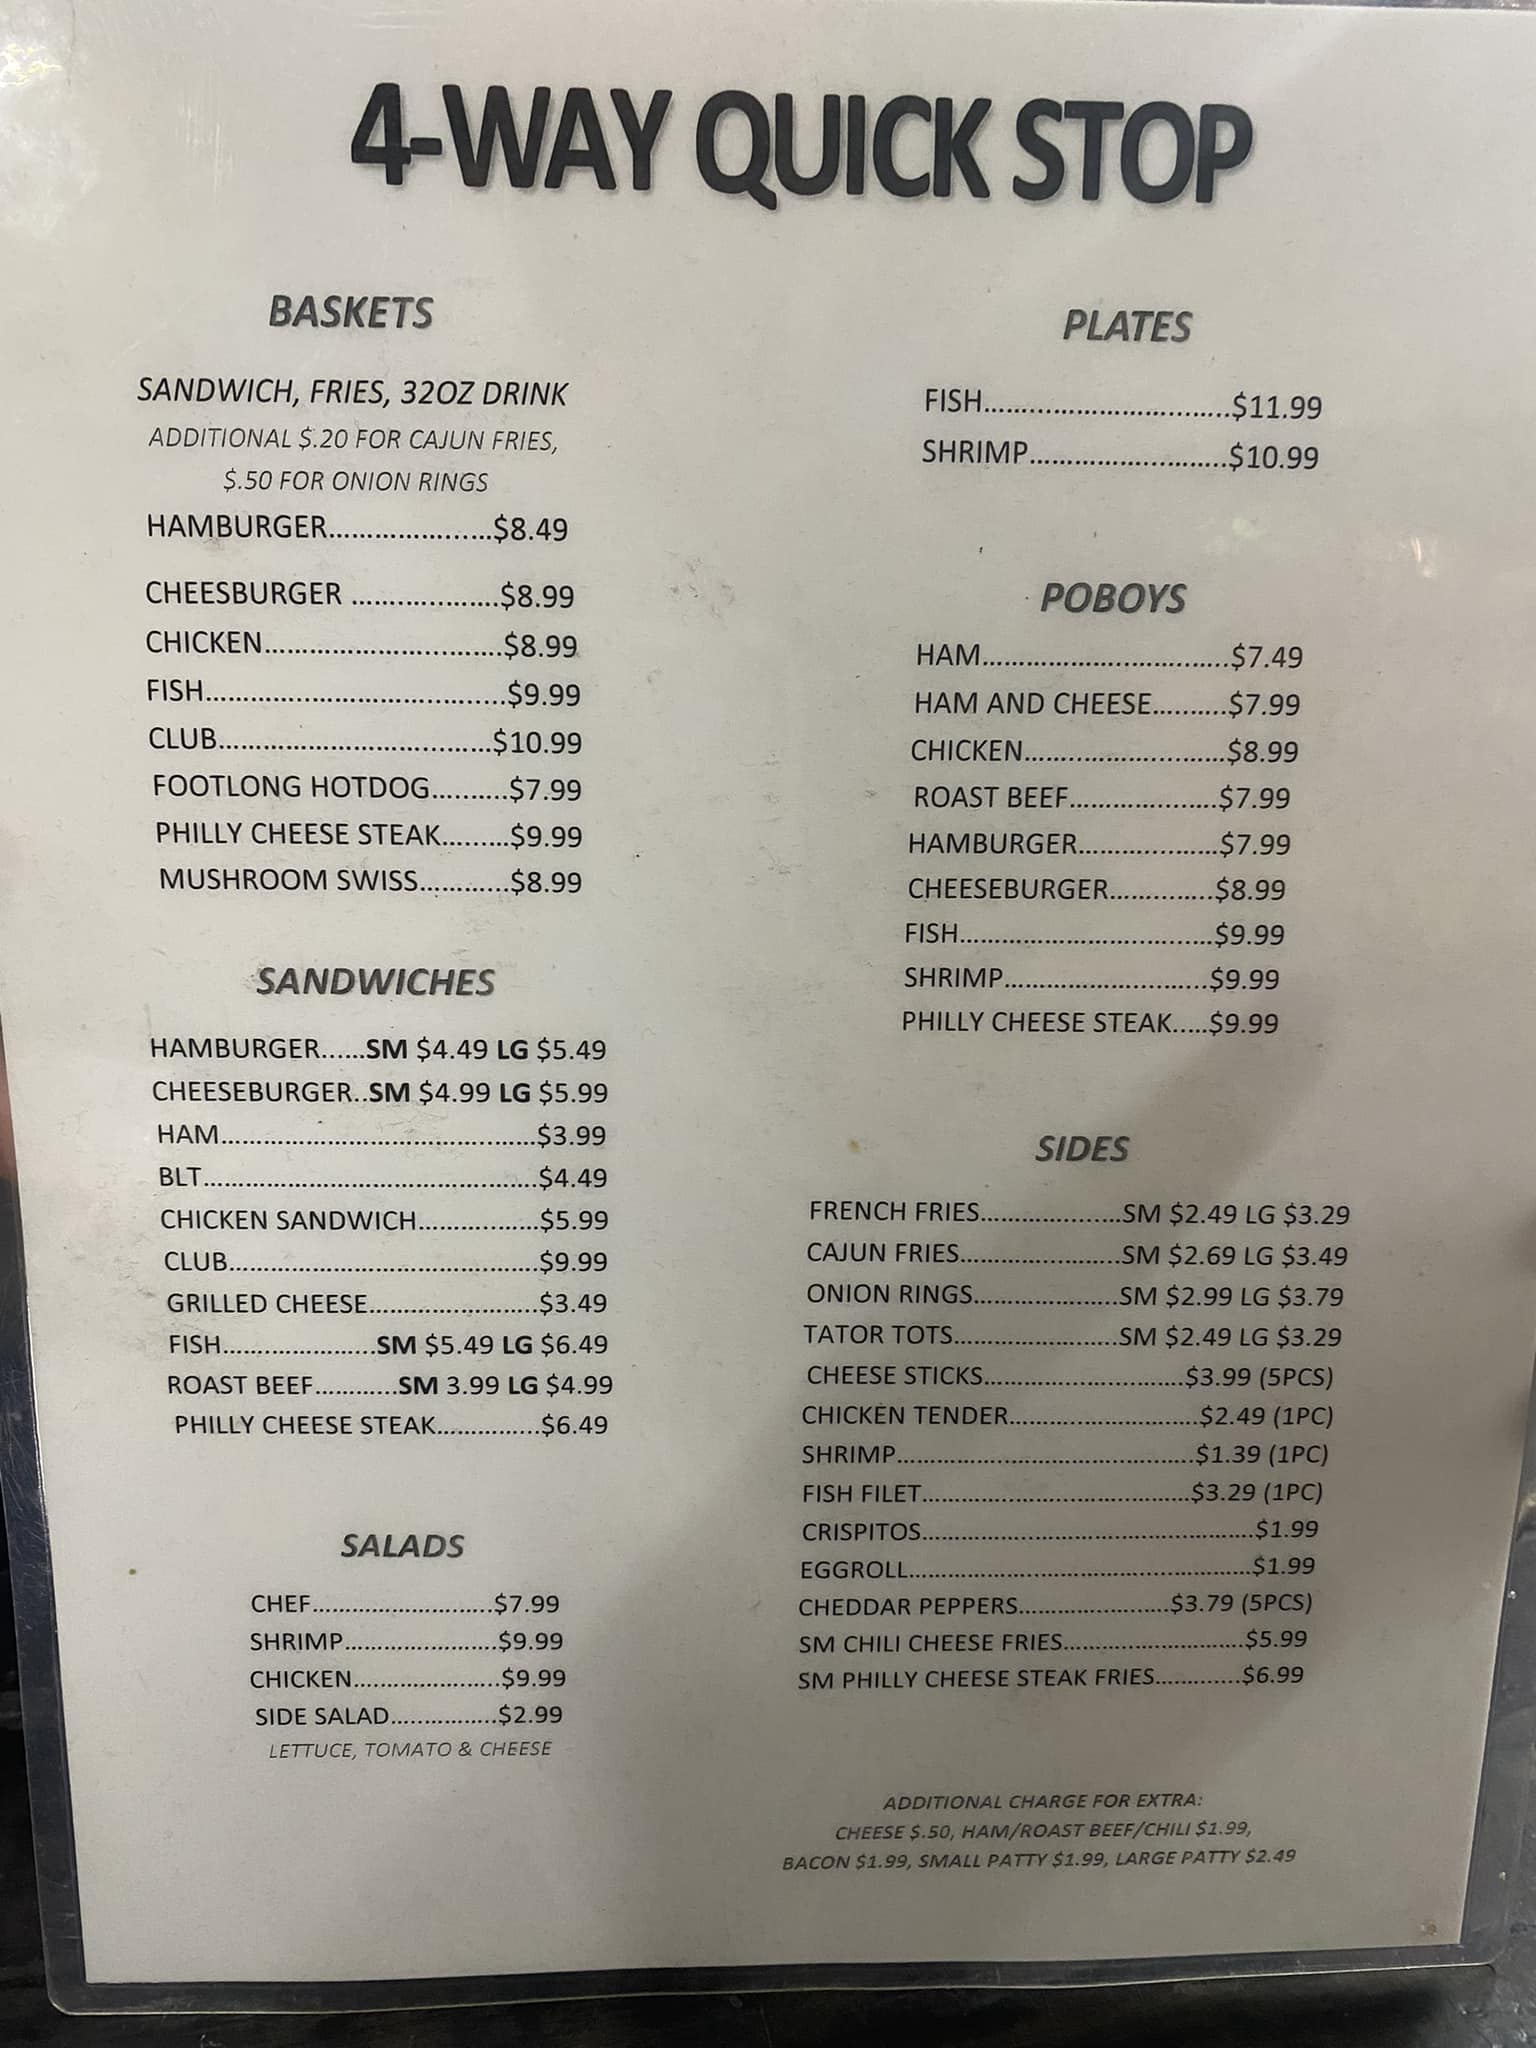 4-WAY QUICK STOP
BASKETS
SANDWICH, FRIES, 32OZ DRINK
ADDITIONAL $.20 FOR CAJUN FRIES,
$.50 FOR ONION RINGS
HAMBURGER......................$8.49
CHEESBURGER ...................$8.99
CHICKEN...............................$8.99
FISH........................................$9.99
CLUB....................................$10.99
FOOTLONG HOTDOG..........$7.99
PHILLY CHEESE STEAK.........$9.99
MUSHROOM SWISS............$8.99
SANDWICHES
HAMBURGER......SM $4.49 LG $5.49
CHEESEBURGER..SM $4.99 LG $5.99
HAM..........................................$3.99
BLT............................................$4.49
CHICKEN SANDWICH................$5.99
CLUB.........................................$9.99
GRILLED CHEESE.......................$3.49
FISH....................SM $5.49 LG $6.49
ROAST BEEF...........SM 3.99 LG $4.99
PHILLY CHEESE STEAK..............$6.49
SALADS
CHEF..........................$7.99
SHRIMP......................$9.99
CHICKEN.....................$9.99
SIDE SALAD................$2.99
LETTUCE, TOMATO & CHEESE
PLATES
FISH..................................$11.99
SHRIMP...........................$10.99
POBOYS
HAM.................................$7.49
HAM AND CHEESE..........$7.99
CHICKEN...........................$8.99
ROAST BEEF....................$7.99
HAMBURGER...................$7.99
CHEESEBURGER..............$8.99
FISH..................................$9.99
SHRIMP............................$9.99
PHILLY CHEESE STEAK.....$9.99
SIDES
FRENCH FRIES...................SM $2.49 LG $3.29
CAJUN FRIES......................SM $2.69 LG $3.49
ONION RINGS....................SM $2.99 LG $3.79
TATOR TOTS.......................SM $2.49 LG $3.29
CHEESE STICKS............................$3.99 (5PCS)
CHICKEN TENDER..........................$2.49 (1PC)
SHRIMP.........................................$1.39 (1PC)
FISH FILET.....................................$3.29 (1PC)
CRISPITOS..............................................$1.99
EGGROLL................................................$1.99
CHEDDAR PEPPERS.....................$3.79 (5PCS)
SM CHILI CHEESE FRIES.........................$5.99
SM PHILLY CHEESE STEAK FRIES............$6.99
ADDITIONAL CHARGE FOR EXTRA:
CHEESE $.50, HAM/ROAST BEEF/CHILI $1.99,
BACON $1.99, SMALL PATTY $1.99, LARGE PATTY $2.49